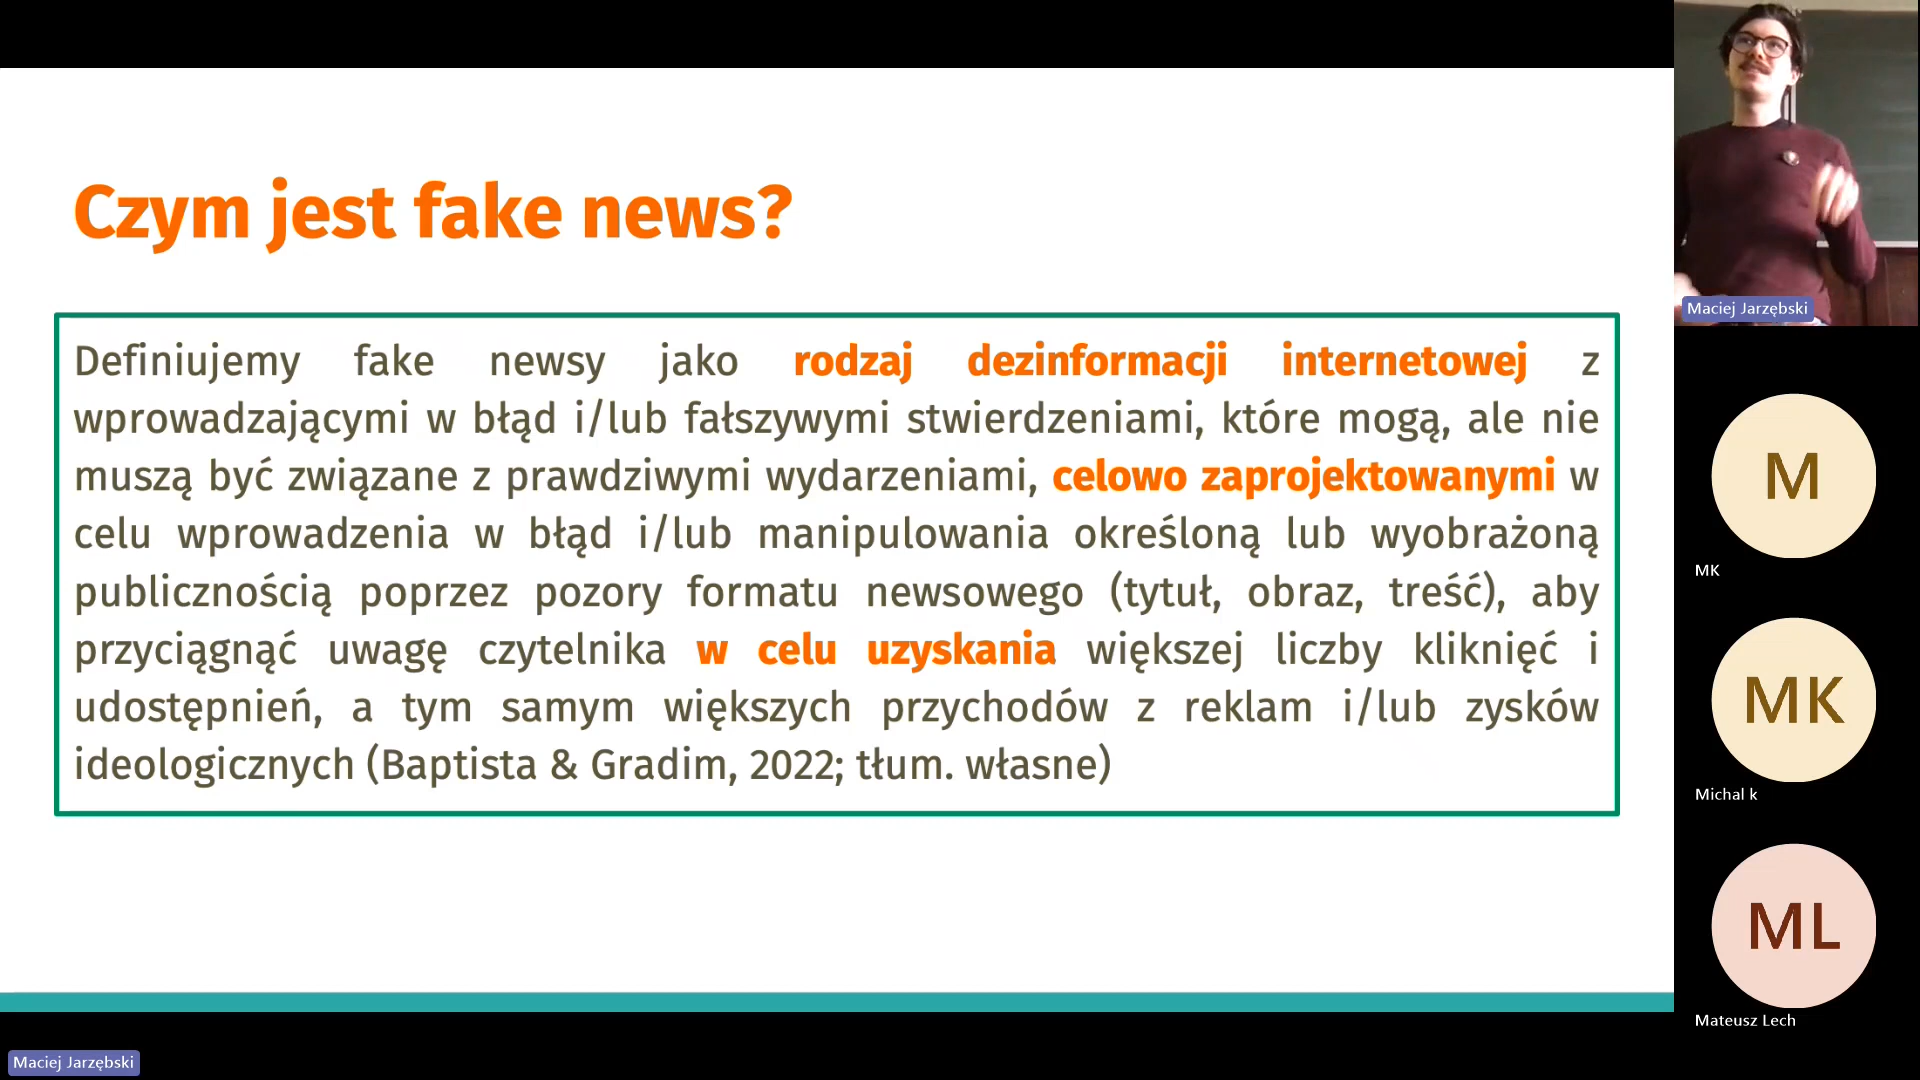 Czym jest fake news?
Definiujemy fake newsy jako rodzaj dezinformacji internetowej z
wprowadzającymi w błąd i/lub fałszywymi stwierdzeniami, które mogą, ale nie
muszą być związane z prawdziwymi wydarzeniami, celowo zaprojektowanymi w
celu wprowadzenia w błąd i/lub manipulowania określoną lub wyobrażoną
publicznością poprzez pozory formatu newsowego (tytuł, obraz, treść), aby
przyciągnąć uwagę czytelnika w celu uzyskania większej liczby kliknięć i
udostępnień, a tym samym większych przychodów z reklam i/lub zysków
ideologicznych (Baptista & Gradim, 2022; tłum. własne)
Maciej Jarzębski
Maciej Jarzębski
M
MK
MK
Michal k
ML
Mateusz Lech